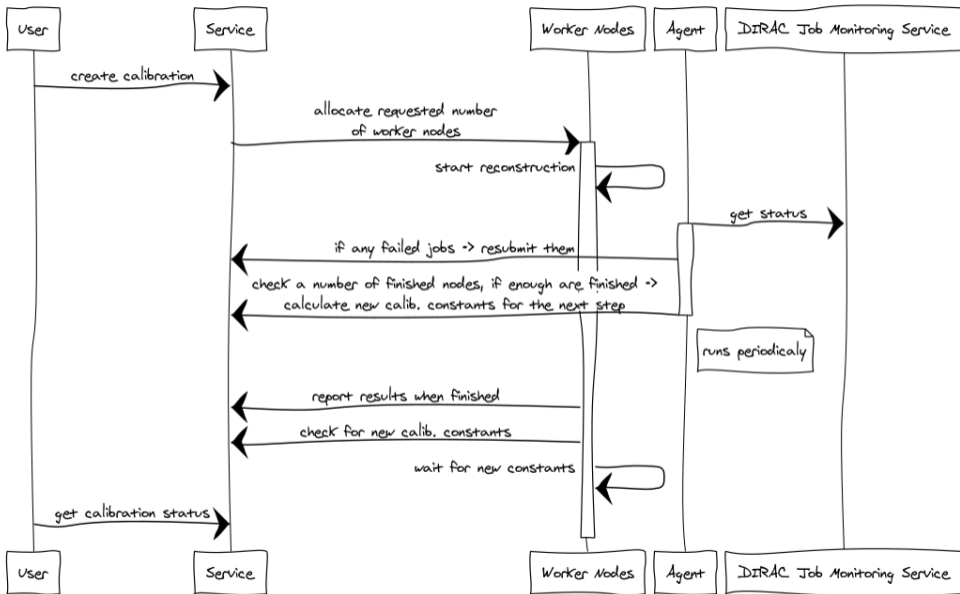 User
Service
Worker Nodes
Agent
DIRAC Job Monitoring Service
create calibration
allocate requested number
of worker nodes
start reconstruction
get status
if any failed jobs -> resubmit them
check a number of finished nodes, if enough are finished ->
calculate new calib. constants for the next step
runs periodicaly
report results when finished
check for new calib. constants
wait for new constants
get calibration status
User
Service
Worker Nodes
Agent
DIRAC Job Monitoring Service